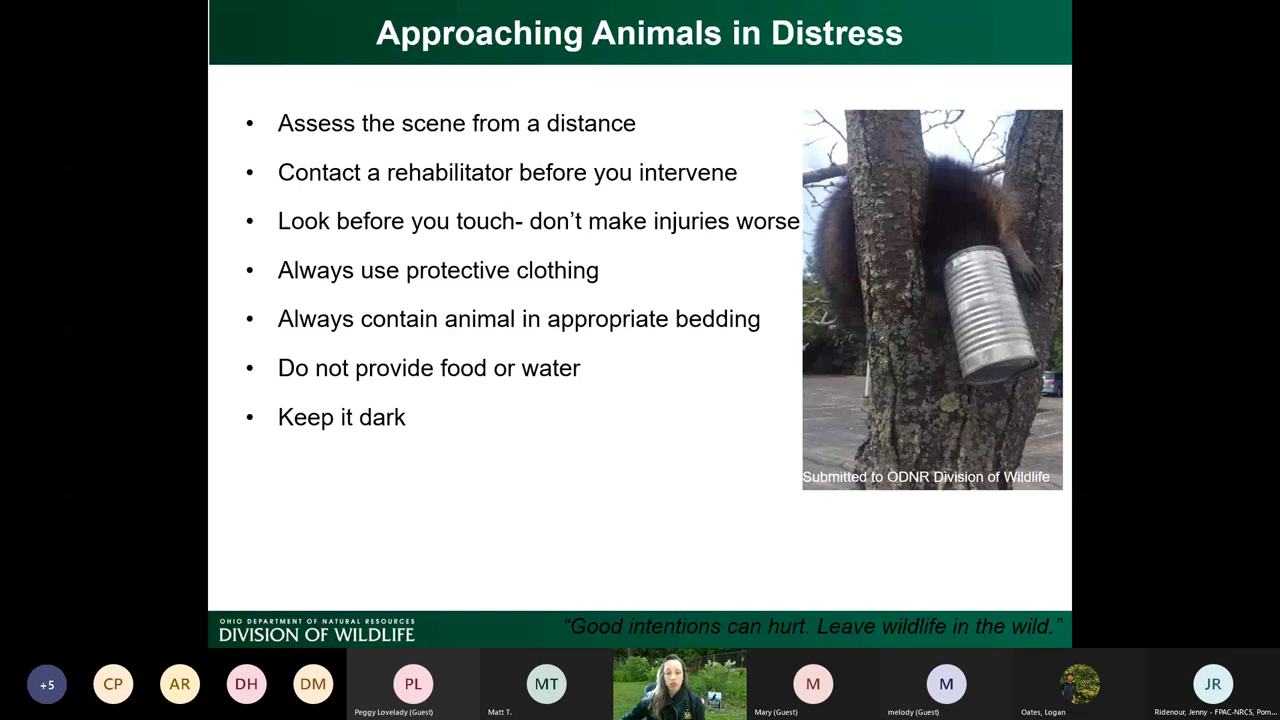 Approaching Animals in Distress
• Assess the scene from a distance
• Contact a rehabilitator before you intervene
• Look before you touch- don’t make injuries worse
• Always use protective clothing
• Always contain animal in appropriate bedding
• Do not provide food or water
• Keep it dark
Submitted to ODNR Division of Wildlife
OHIO DEPARTMENT OF NATURAL RESOURCES
DIVISION OF WILDLIFE
“Good intentions can hurt. Leave wildlife in the wild.”
+5
CP
AR
DH
DM
PL
Peggy Lovelady (Guest)
MT
Matt T.
M
Mary (Guest)
M
melody (Guest)
Oates, Logan
JR
Ridenour, Jenny - FPAC-NRCS, Pom...